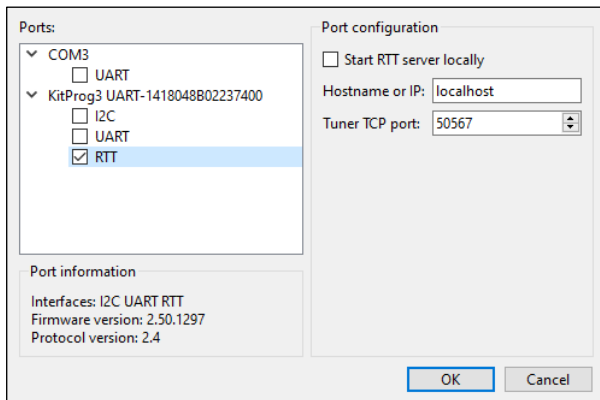 Ports:
COM3
UART
KitProg3 UART-1418048B02237400
I2C
UART
RTT
Port information
Interfaces: I2C UART RTT
Firmware version: 2.50.1297
Protocol version: 2.4
Port configuration
Start RTT server locally
Hostname or IP: localhost
Tuner TCP port: 50567
OK Cancel